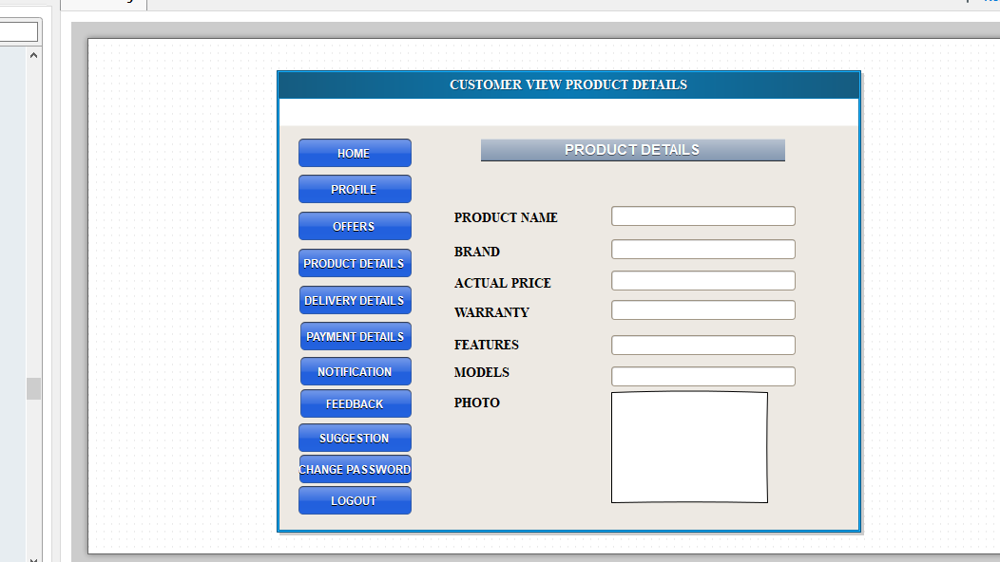 CUSTOMER VIEW PRODUCT DETAILS
HOME
PROFILE
OFFERS
PRODUCT DETAILS
DELIVERY DETAILS
PAYMENT DETAILS
NOTIFICATION
FEEDBACK
SUGGESTION
CHANGE PASSWORD
LOGOUT
PRODUCT DETAILS
PRODUCT NAME
BRAND
ACTUAL PRICE
WARRANTY
FEATURES
MODELS
PHOTO